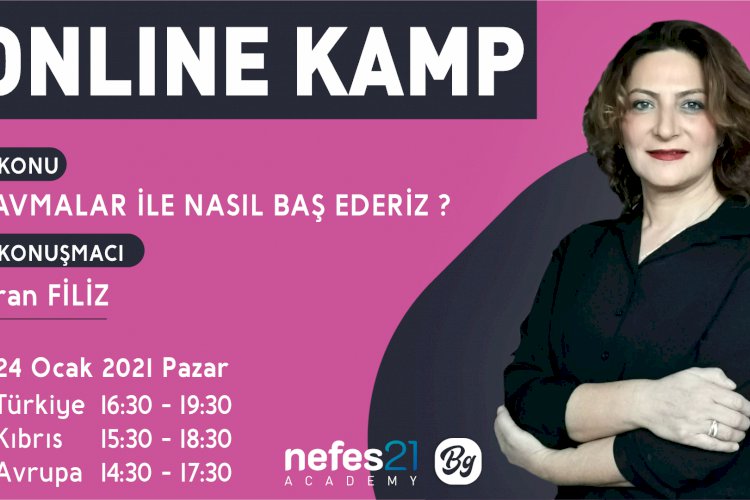 ONLINE KAMP
KONU
AVMALAR İLE NASIL BAŞ EDERİZ ?
KONUŞMACI
ran FİLİZ
24 Ocak 2021 Pazar
Türkiye 16:30 - 19:30
Kıbrıs 15:30 - 18:30
Avrupa 14:30 - 17:30
nefes21
ACADEMY
Bg